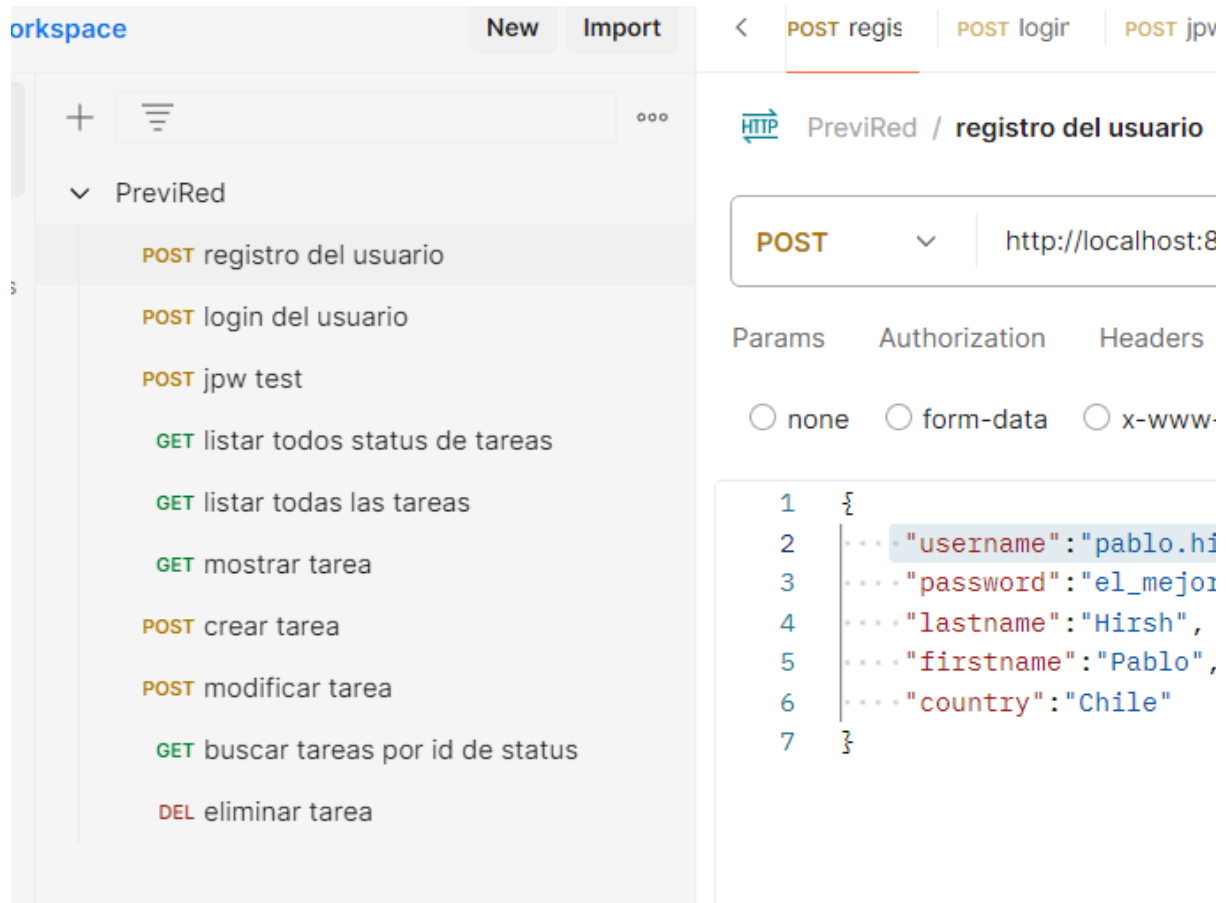 orkspace
New Import
POST regis POST login POST jpw
PreviRed
POST registro del usuario
POST login del usuario
POST jpw test
GET listar todos status de tareas
GET listar todas las tareas
GET mostrar tarea
POST crear tarea
POST modificar tarea
GET buscar tareas por id de status
DEL eliminar tarea
HTTP PreviRed / registro del usuario
POST http://localhost:8
Params Authorization Headers
none form-data x-www-
1 {
2 "username":"pablo.hi
3 "password":"el_mejor
4 "lastname":"Hirsh",
5 "firstname":"Pablo",
6 "country":"Chile"
7 }